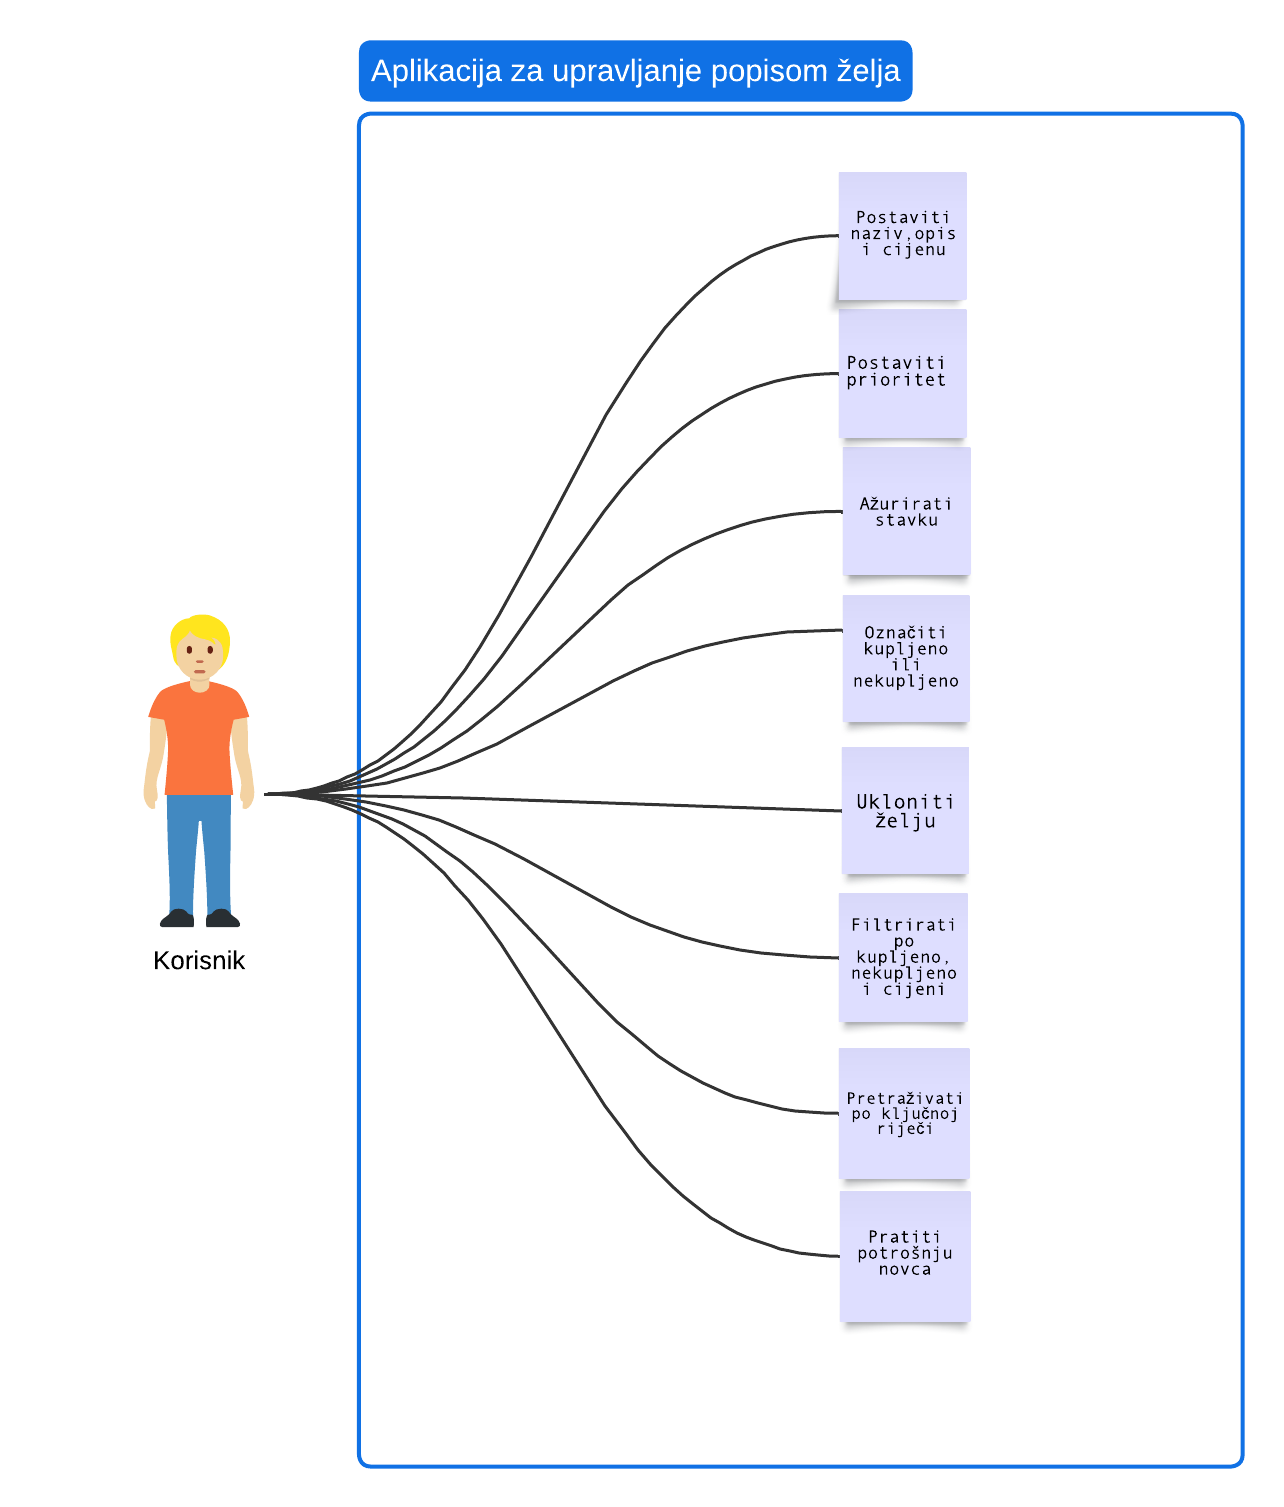 Aplikacija za upravljanje popisom želja
Postaviti
naziv,opis
i cijenu
Postaviti
prioritet
Ažurirati
stavku
Označiti
kupljeno
ili
nekupljeno
Ukloniti
želju
Filtrirati
po
kupljeno,
nekupljeno
i cijeni
Pretraživati
po ključnoj
riječi
Pratiti
potrošnju
novca
Korisnik